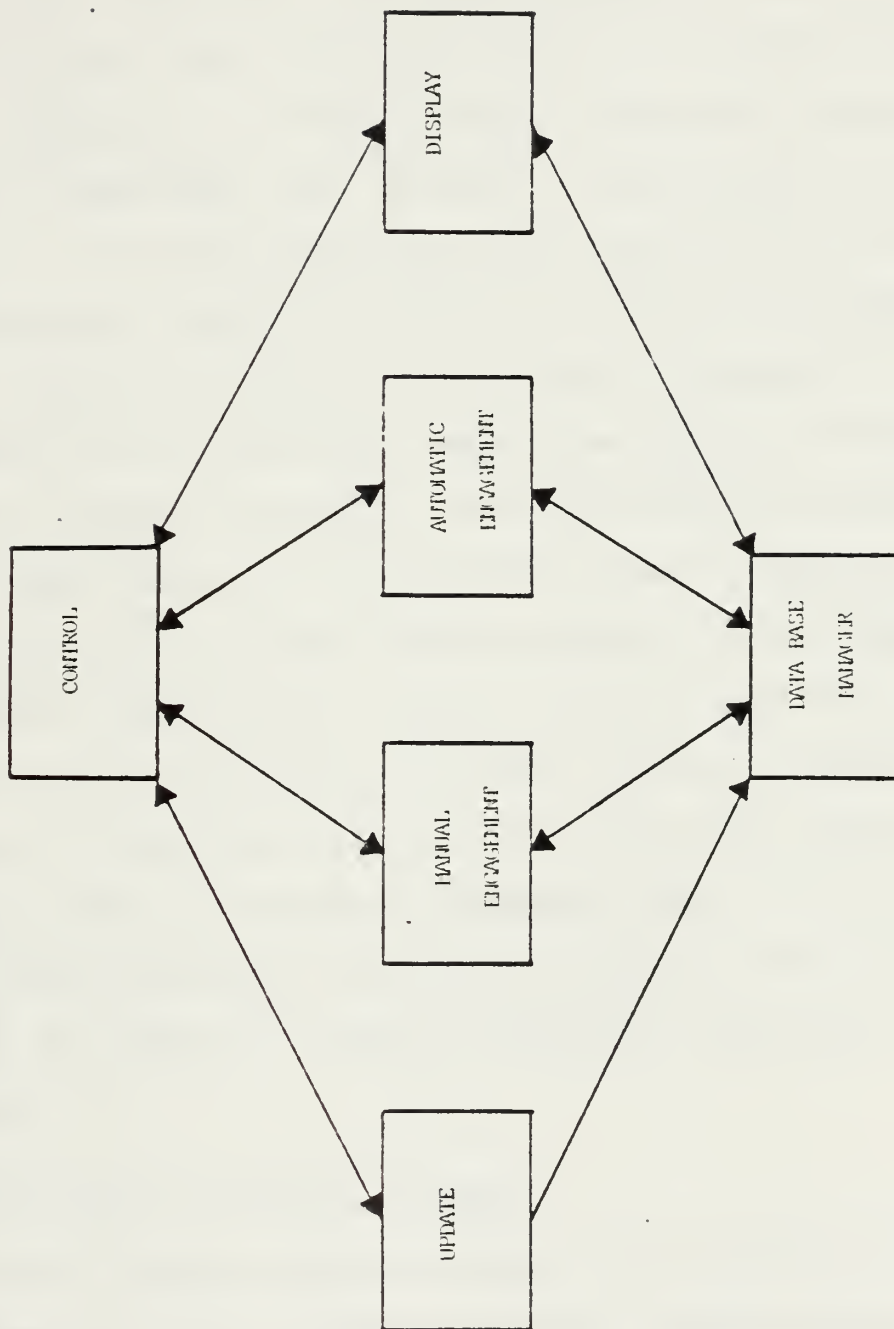 CONTROL
UPDATE
MANUAL
ENGAGEMENT
AUTOMATIC
ENGAGEMENT
DISPLAY
DATA BASE
MANAGER